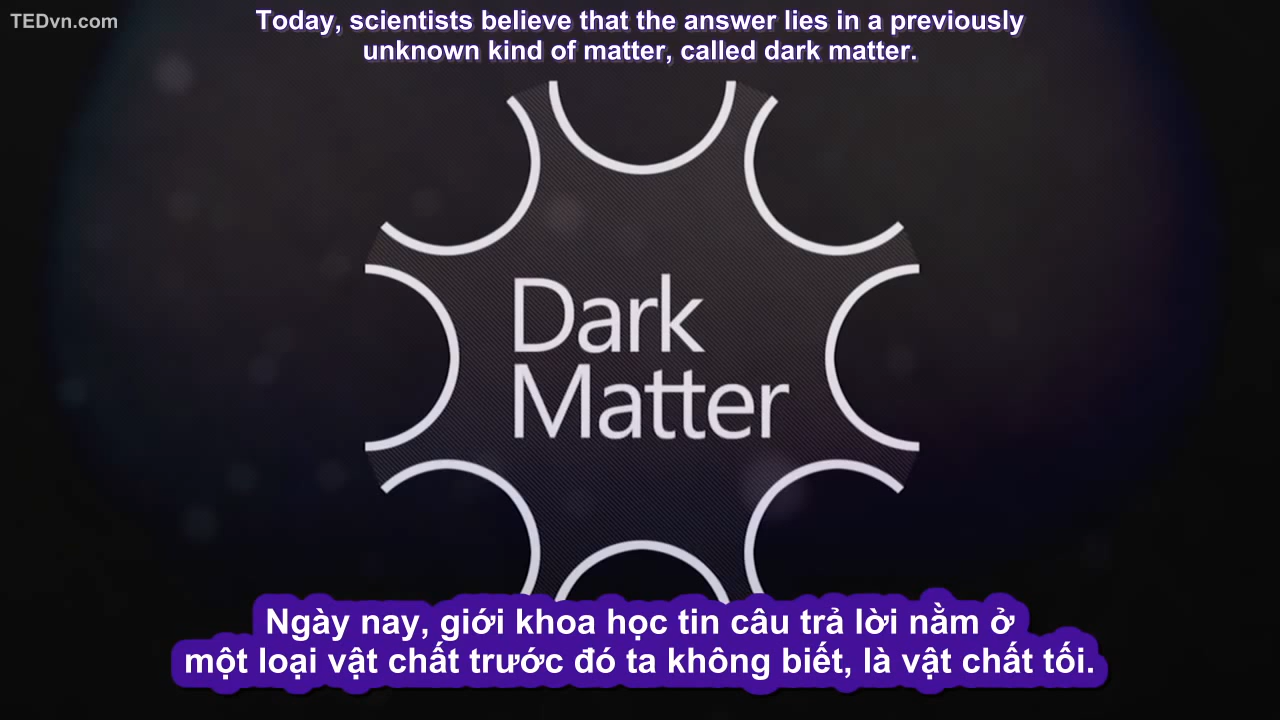 TEDvn.com
Today, scientists believe that the answer lies in a previously
unknown kind of matter, called dark matter.
Dark
Matter
Ngày nay, giới khoa học tin câu trả lời nằm ở
một loại vật chất trước đó ta không biết, là vật chất tối.